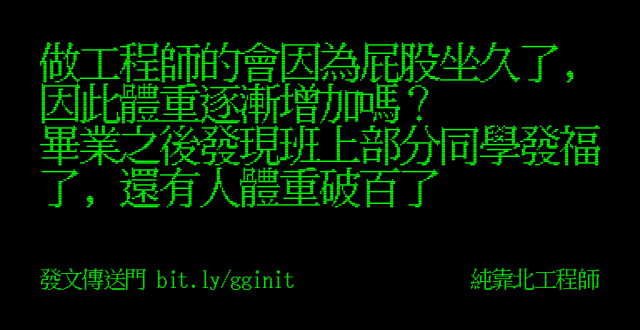 做工程師的會因為屁股坐久了，
因此體重逐漸增加嗎？
畢業之後發現班上部分同學發福
了，還有人體重破百了
發文傳送門 bit.ly/gginit
純靠北工程師